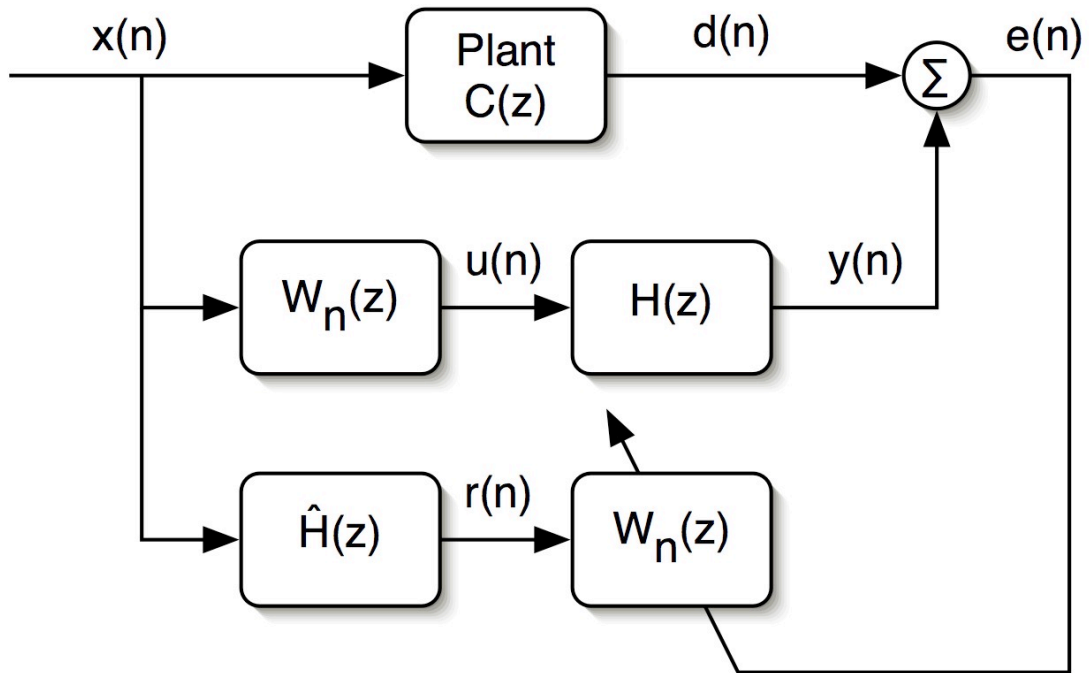 x(n)
Plant
C(z)
d(n)
Σ
e(n)
Wn(z)
u(n)
H(z)
y(n)
Ĥ(z)
r(n)
Wn(z)